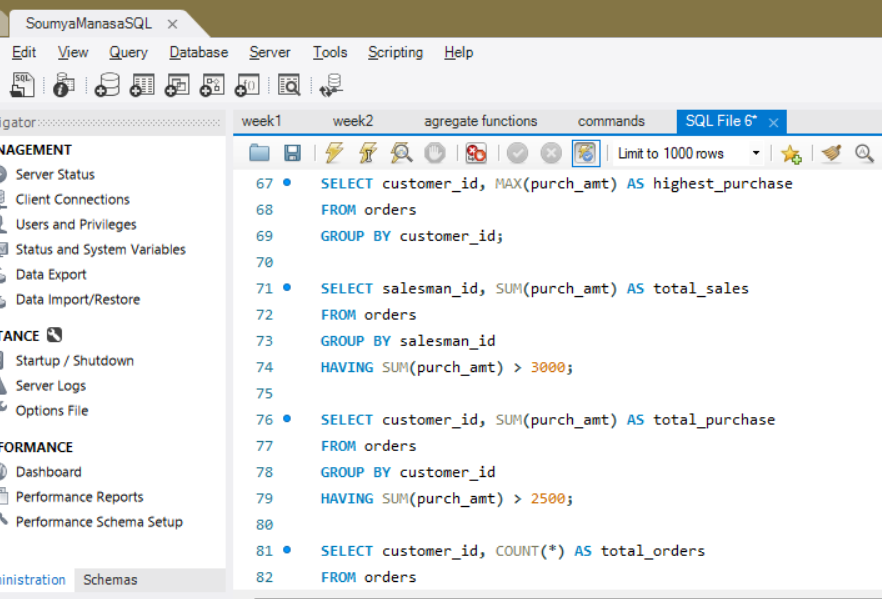 SoumyaManasaSQL
Edit View Query Database Server Tools Scripting Help
SQL
igator
NAGEMENT
Server Status
Client Connections
Users and Privileges
Status and System Variables
Data Export
Data Import/Restore
TANCE
Startup / Shutdown
Server Logs
Options File
FORMANCE
Dashboard
Performance Reports
Performance Schema Setup
ministration Schemas
week1 week2 agregate functions commands SQL File 6*
Limit to 1000 rows
67 SELECT customer_id, MAX(purch_amt) AS highest_purchase
68 FROM orders
69 GROUP BY customer_id;
70
71 SELECT salesman_id, SUM(purch_amt) AS total_sales
72 FROM orders
73 GROUP BY salesman_id
74 HAVING SUM(purch_amt) > 3000;
75
76 SELECT customer_id, SUM(purch_amt) AS total_purchase
77 FROM orders
78 GROUP BY customer_id
79 HAVING SUM(purch_amt) > 2500;
80
81 SELECT customer_id, COUNT(*) AS total_orders
82 FROM orders